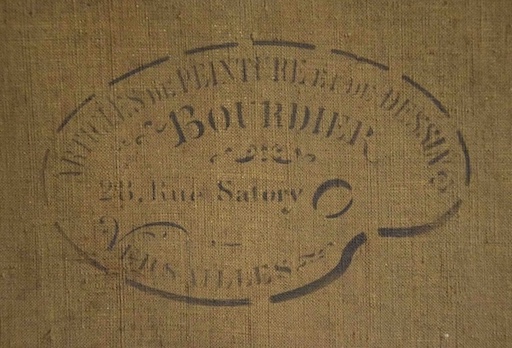 ARTICLES DE PEINTURE ET DE DESSIN
BOURDIER
28, Rue Satory
VERSAILLES